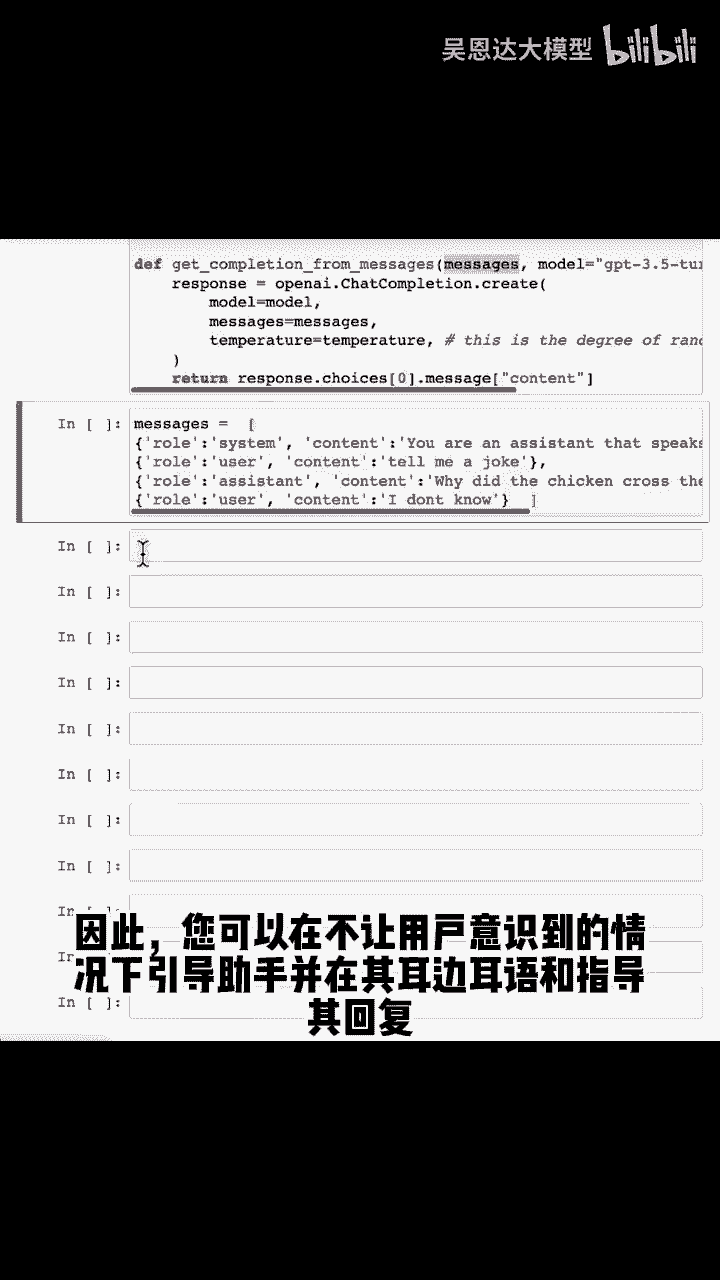 吴恩达大模型 bilibili
def get_completion_from_messages(messages, model="gpt-3.5-tu
response = openai.ChatCompletion.create(
model=model,
messages=messages,
temperature=temperature, # this is the degree of ran
)
return response.choices[0].message["content"]
In [ ]: messages = [
{'role':'system', 'content':'You are an assistant that speaks
{'role':'user', 'content':'tell me a joke'},
{'role':'assistant', 'content':'Why did the chicken cross the
{'role':'user', 'content':'I dont know'} ]
In [ ]:
In [ ]:
In [ ]:
In [ ]:
In [ ]:
In [ ]:
In [ ]:
In [ ]:
In
In
In [ ]:
因此，您可以在不让用户意识到的情
况下引导助手并在其耳边耳语和指导
其回复